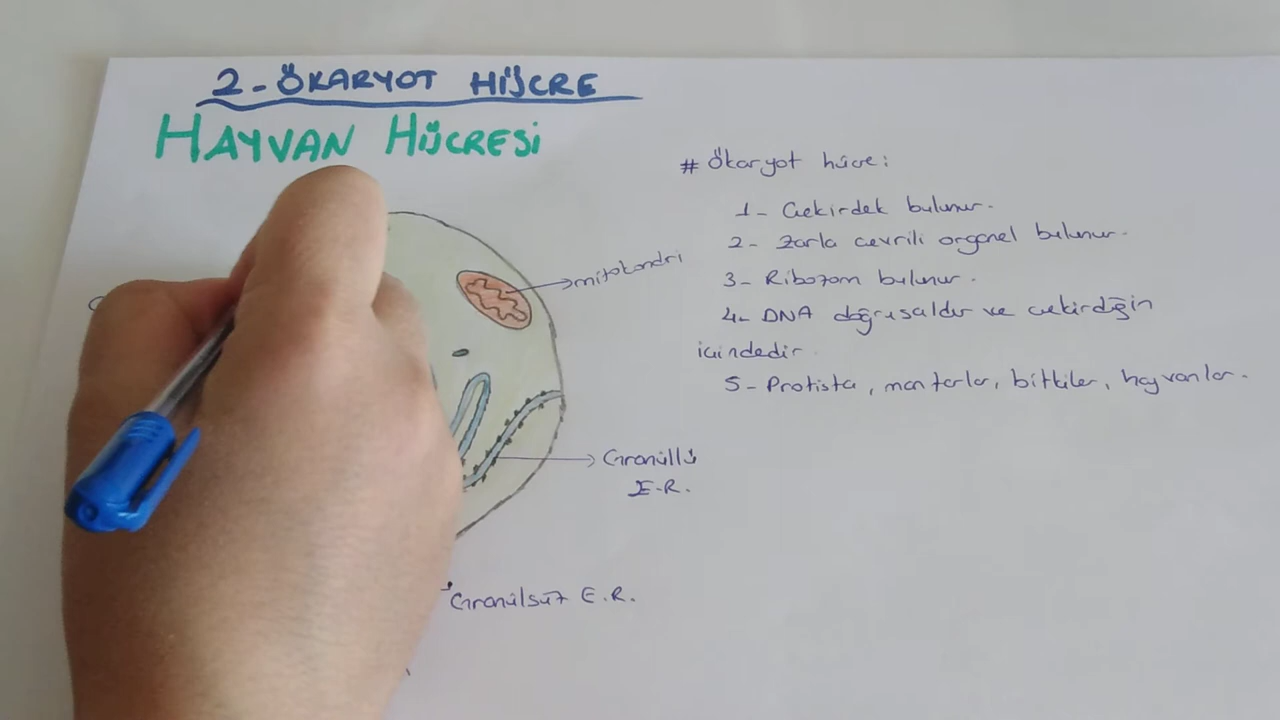 2- ÖKARYOT HÜCRE
HAYVAN HÜCRESİ
# Ökaryot hücre:
1- Çekirdek bulunur.
2- Zarla çevrili organel bulunur.
3- Ribozom bulunur.
4- DNA doğrusaldır ve çekirdeğin
içindedir.
5- Protista, mantarlar, bitkiler, hayvanlar.
mitokondri
Granüllü
E.R.
Granülsüz E.R.